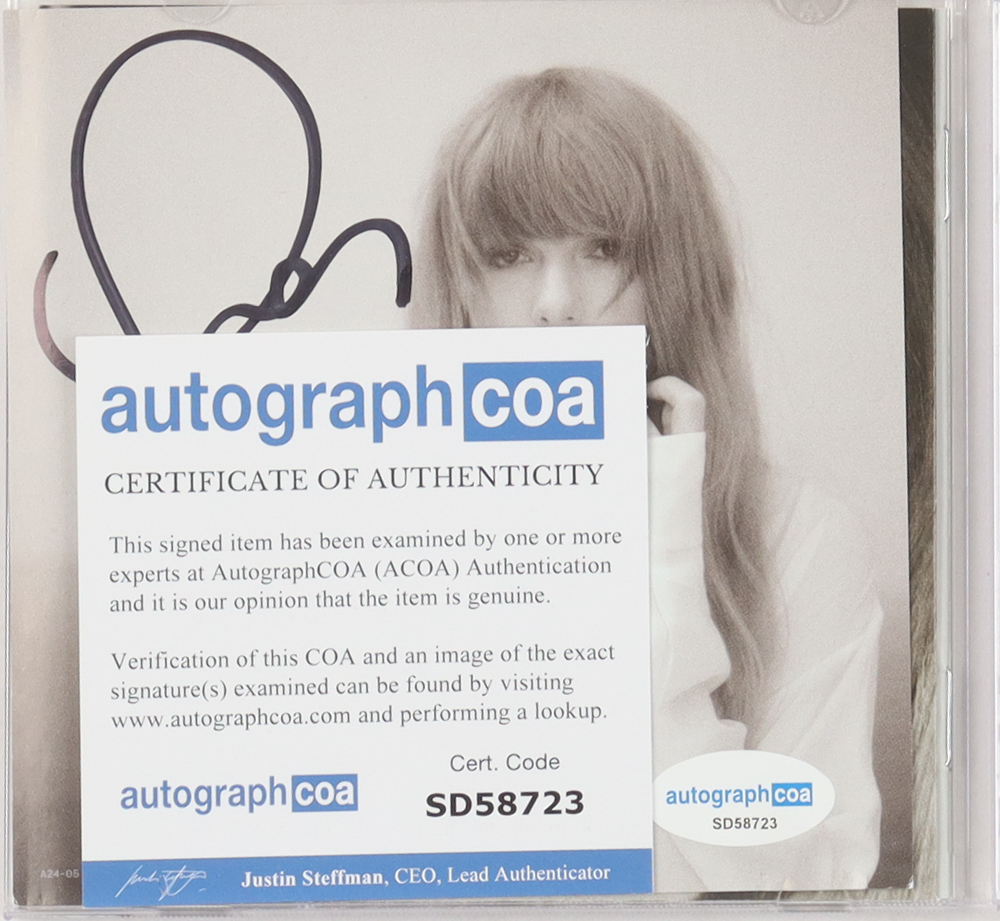 autographcoa
CERTIFICATE OF AUTHENTICITY
This signed item has been examined by one or more
experts at AutographCOA (ACOA) Authentication
and it is our opinion that the item is genuine.
Verification of this COA and an image of the exact
signature(s) examined can be found by visiting
www.autographcoa.com and performing a lookup.
Cert. Code
autographcoa
SD58723
autographcoa
SD58723
A24-05
Justin Steffman, CEO, Lead Authenticator